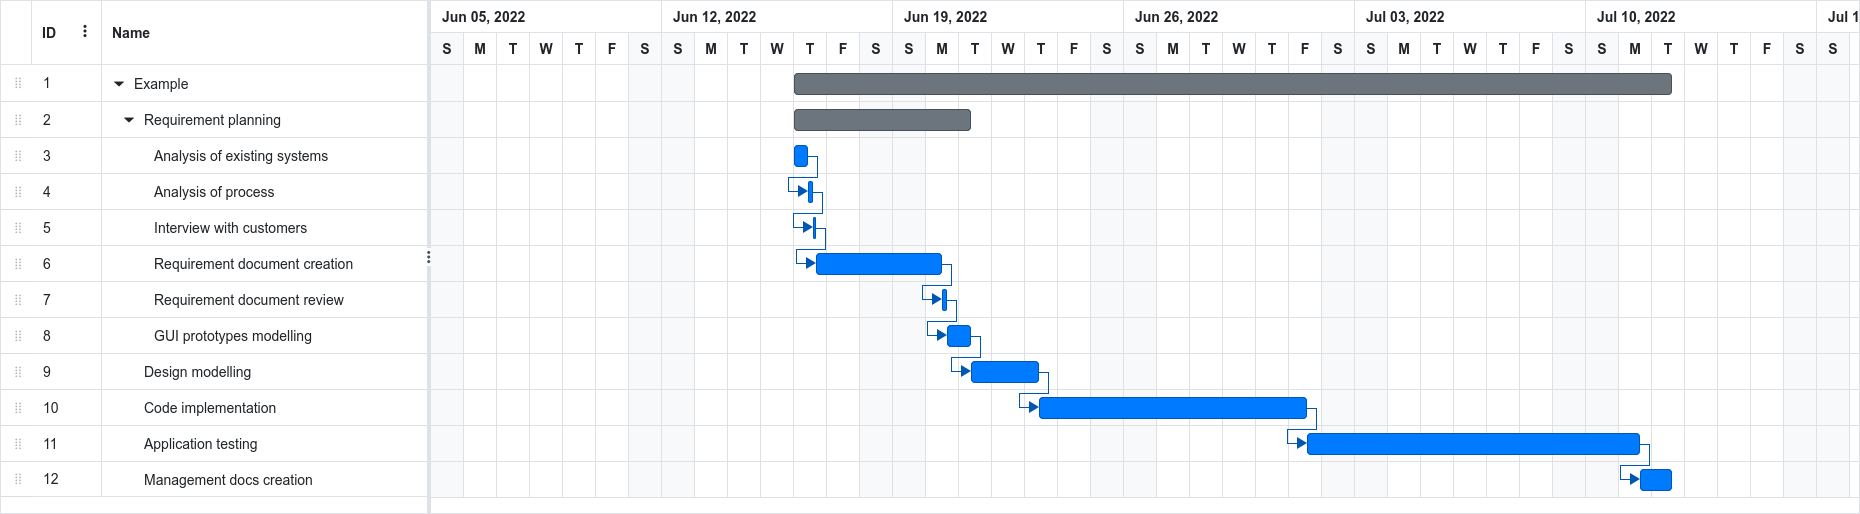 ID Name Jun 05, 2022 Jun 12, 2022 Jun 19, 2022 Jun 26, 2022 Jul 03, 2022 Jul 10, 2022 Jul 1
S M T W T F S S M T W T F S S M T W T F S S M T W T F S S M T W T F S S M T W T F S S
1 Example
2 Requirement planning
3 Analysis of existing systems
4 Analysis of process
5 Interview with customers
6 Requirement document creation
7 Requirement document review
8 GUI prototypes modelling
9 Design modelling
10 Code implementation
11 Application testing
12 Management docs creation